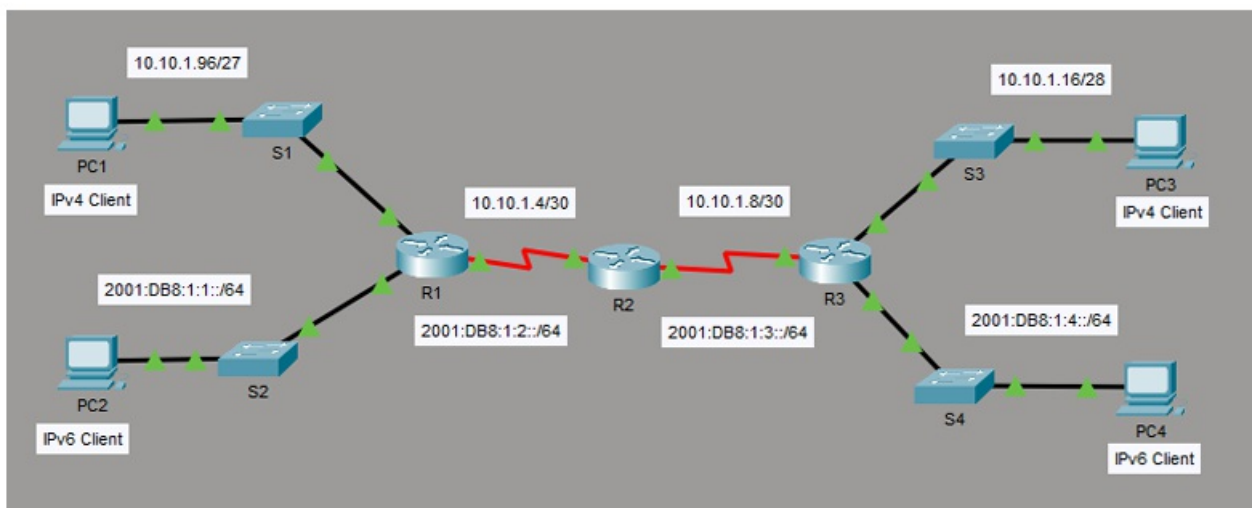 10.10.1.96/27
PC1
IPv4 Client
S1
2001:DB8:1:1::/64
PC2
IPv6 Client
S2
R1
10.10.1.4/30
2001:DB8:1:2::/64
R2
10.10.1.8/30
2001:DB8:1:3::/64
R3
10.10.1.16/28
S3
PC3
IPv4 Client
2001:DB8:1:4::/64
S4
PC4
IPv6 Client